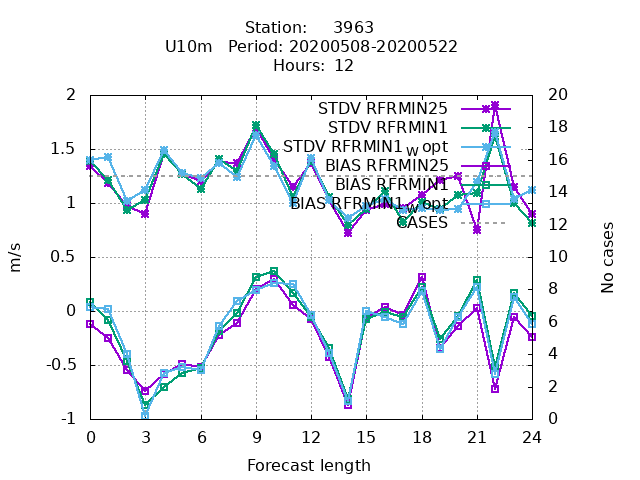 Station: 3963
U10m Period: 20200508-20200522
Hours: 12
STDV RFRMIN25
STDV RFRMIN1
STDV RFRMIN1w opt
BIAS RFRMIN25
BIAS RFRMIN1
BIAS RFRMIN1w opt
CASES
2
1.5
1
0.5
0
-0.5
-1
m/s
20
18
16
14
12
10
8
6
4
2
0
No cases
0 3 6 9 12 15 18 21 24
Forecast length